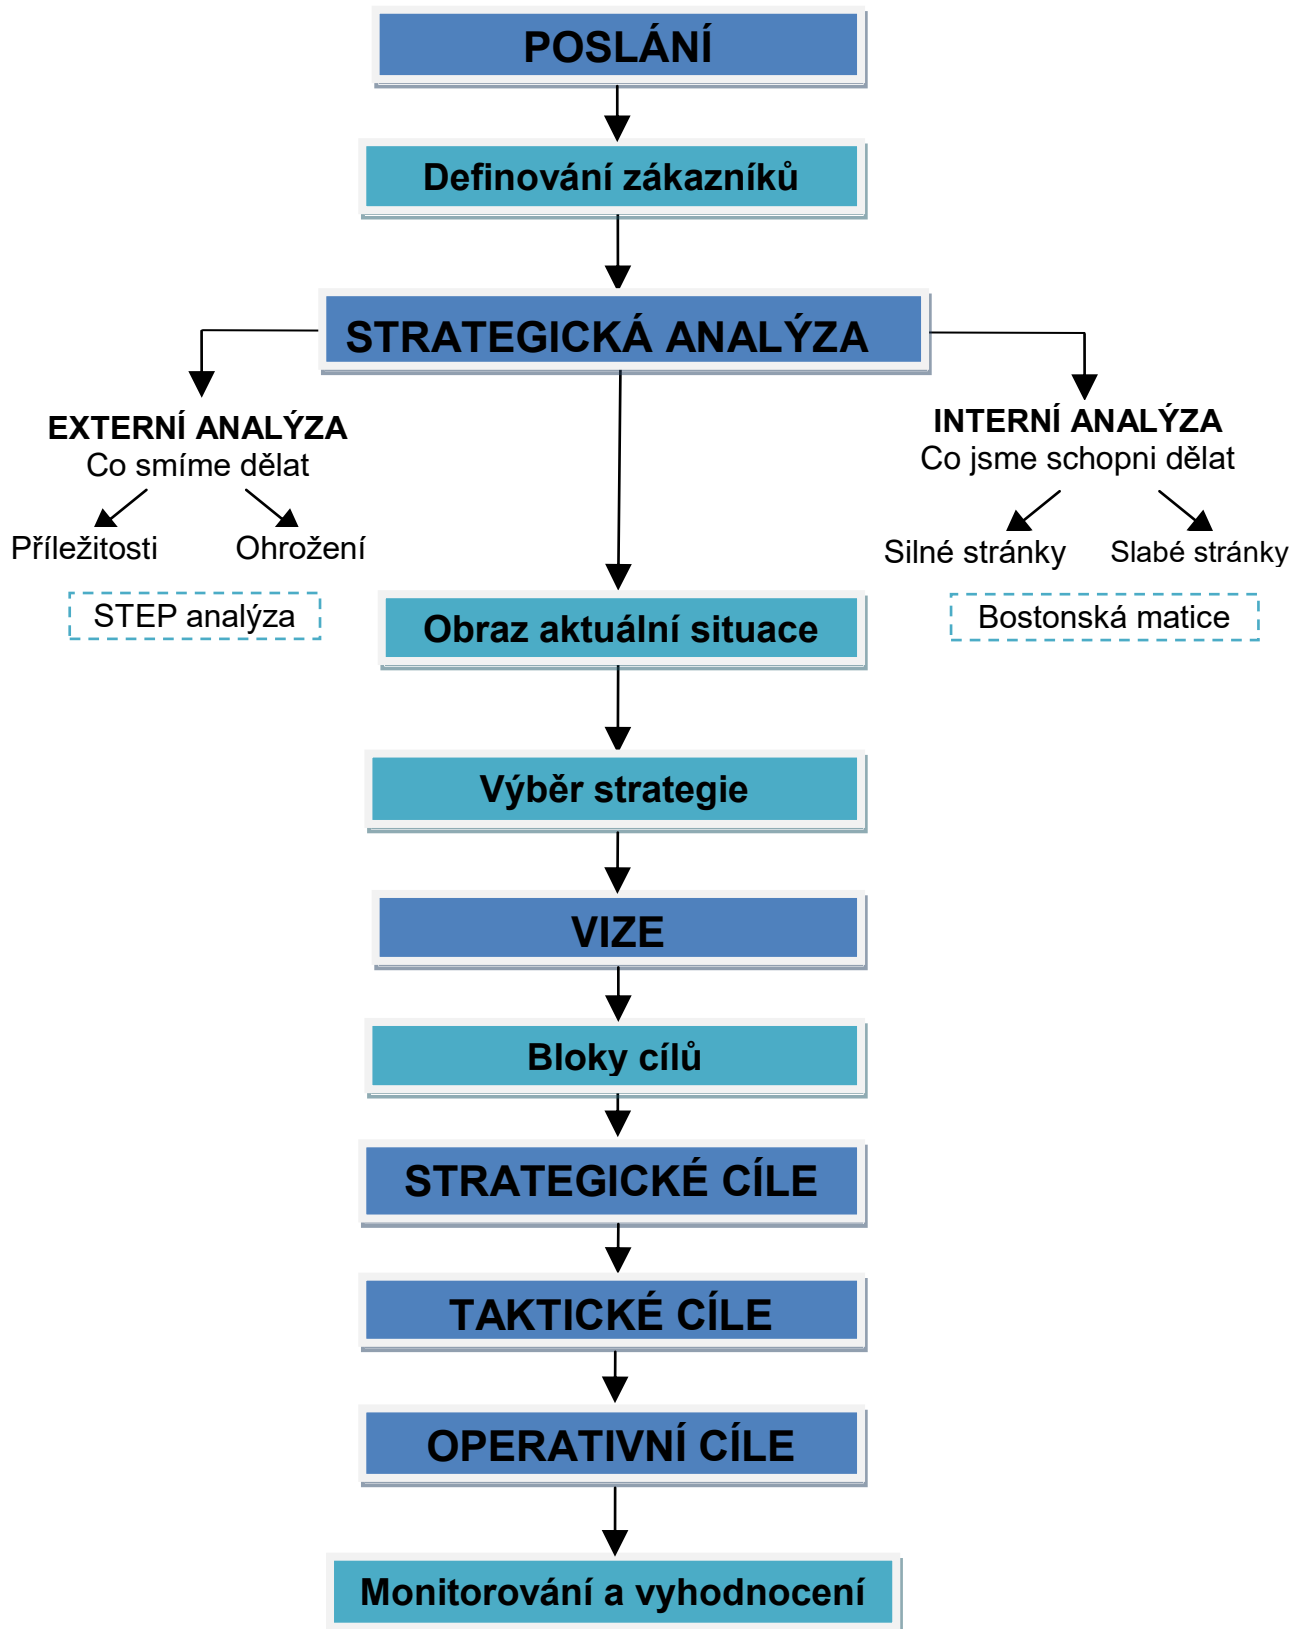 POSLÁNÍ
Definování zákazníků
STRATEGICKÁ ANALÝZA
EXTERNÍ ANALÝZA
Co smíme dělat
Příležitosti
Ohrožení
STEP analýza
INTERNÍ ANALÝZA
Co jsme schopni dělat
Silné stránky
Slabé stránky
Bostonská matice
Obraz aktuální situace
Výběr strategie
VIZE
Bloky cílů
STRATEGICKÉ CÍLE
TAKTICKÉ CÍLE
OPERATIVNÍ CÍLE
Monitorování a vyhodnocení